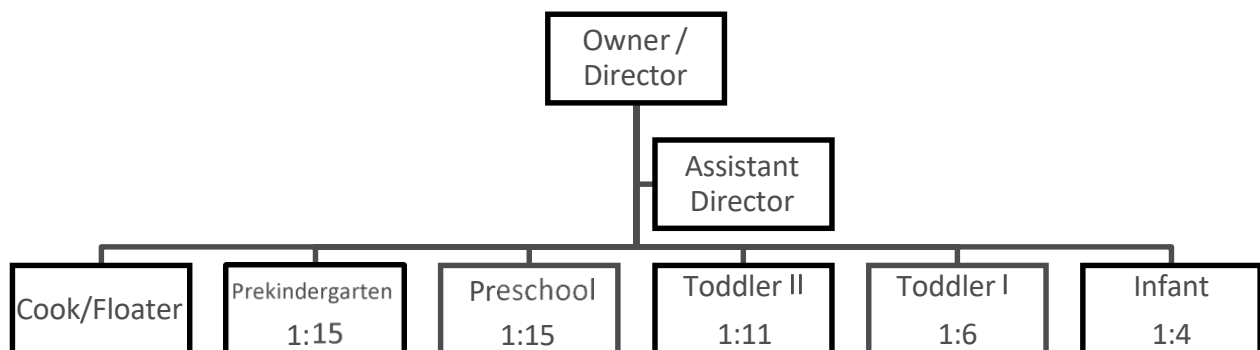 Owner /
Director
Assistant
Director
Cook/Floater
Prekindergarten
1:15
Preschool
1:15
Toddler II
1:11
Toddler I
1:6
Infant
1:4